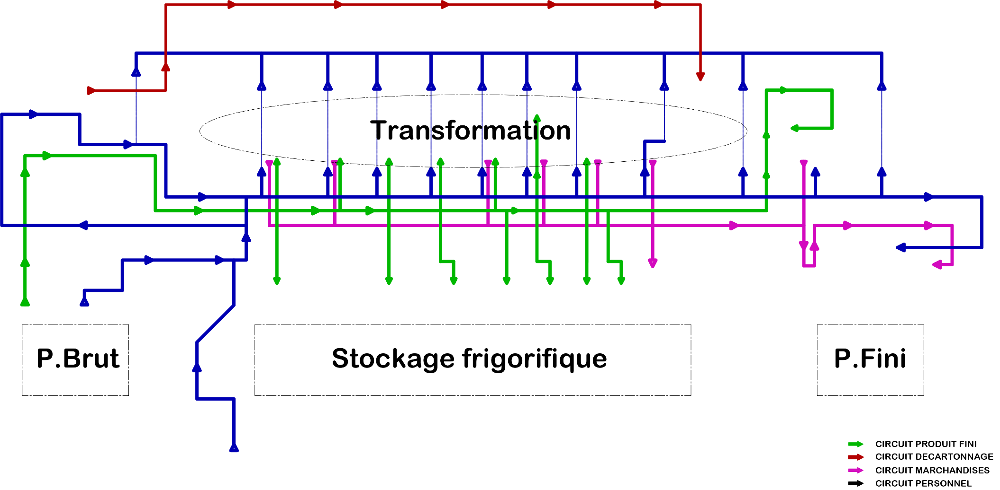 Transformation
P.Brut
Stockage frigorifique
P.Fini
CIRCUIT PRODUIT FINI
CIRCUIT DECARTONNAGE
CIRCUIT MARCHANDISES
CIRCUIT PERSONNEL